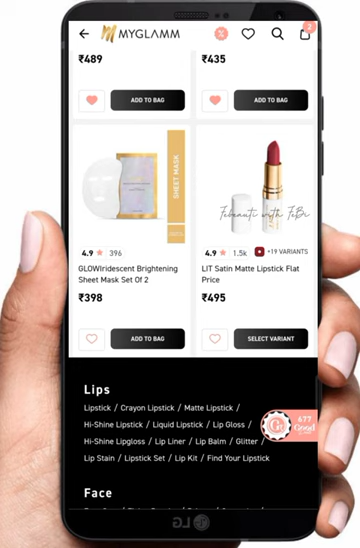 MYGLAMM
2
₹489
₹435
ADD TO BAG
ADD TO BAG
SHEET MASK
Febeauti with FeBri
4.9 ★ 396
4.9 ★ 1.5k +19 VARIANTS
GLOWIridescent Brightening
Sheet Mask Set Of 2
LIT Satin Matte Lipstick Flat
Price
₹398
₹495
ADD TO BAG
SELECT VARIANT
Lips
Lipstick / Crayon Lipstick / Matte Lipstick /
Hi-Shine Lipstick / Liquid Lipstick / Lip Gloss /
Hi-Shine Lipgloss / Lip Liner / Lip Balm / Glitter /
Lip Stain / Lipstick Set / Lip Kit / Find Your Lipstick
677
Good
Face
LG